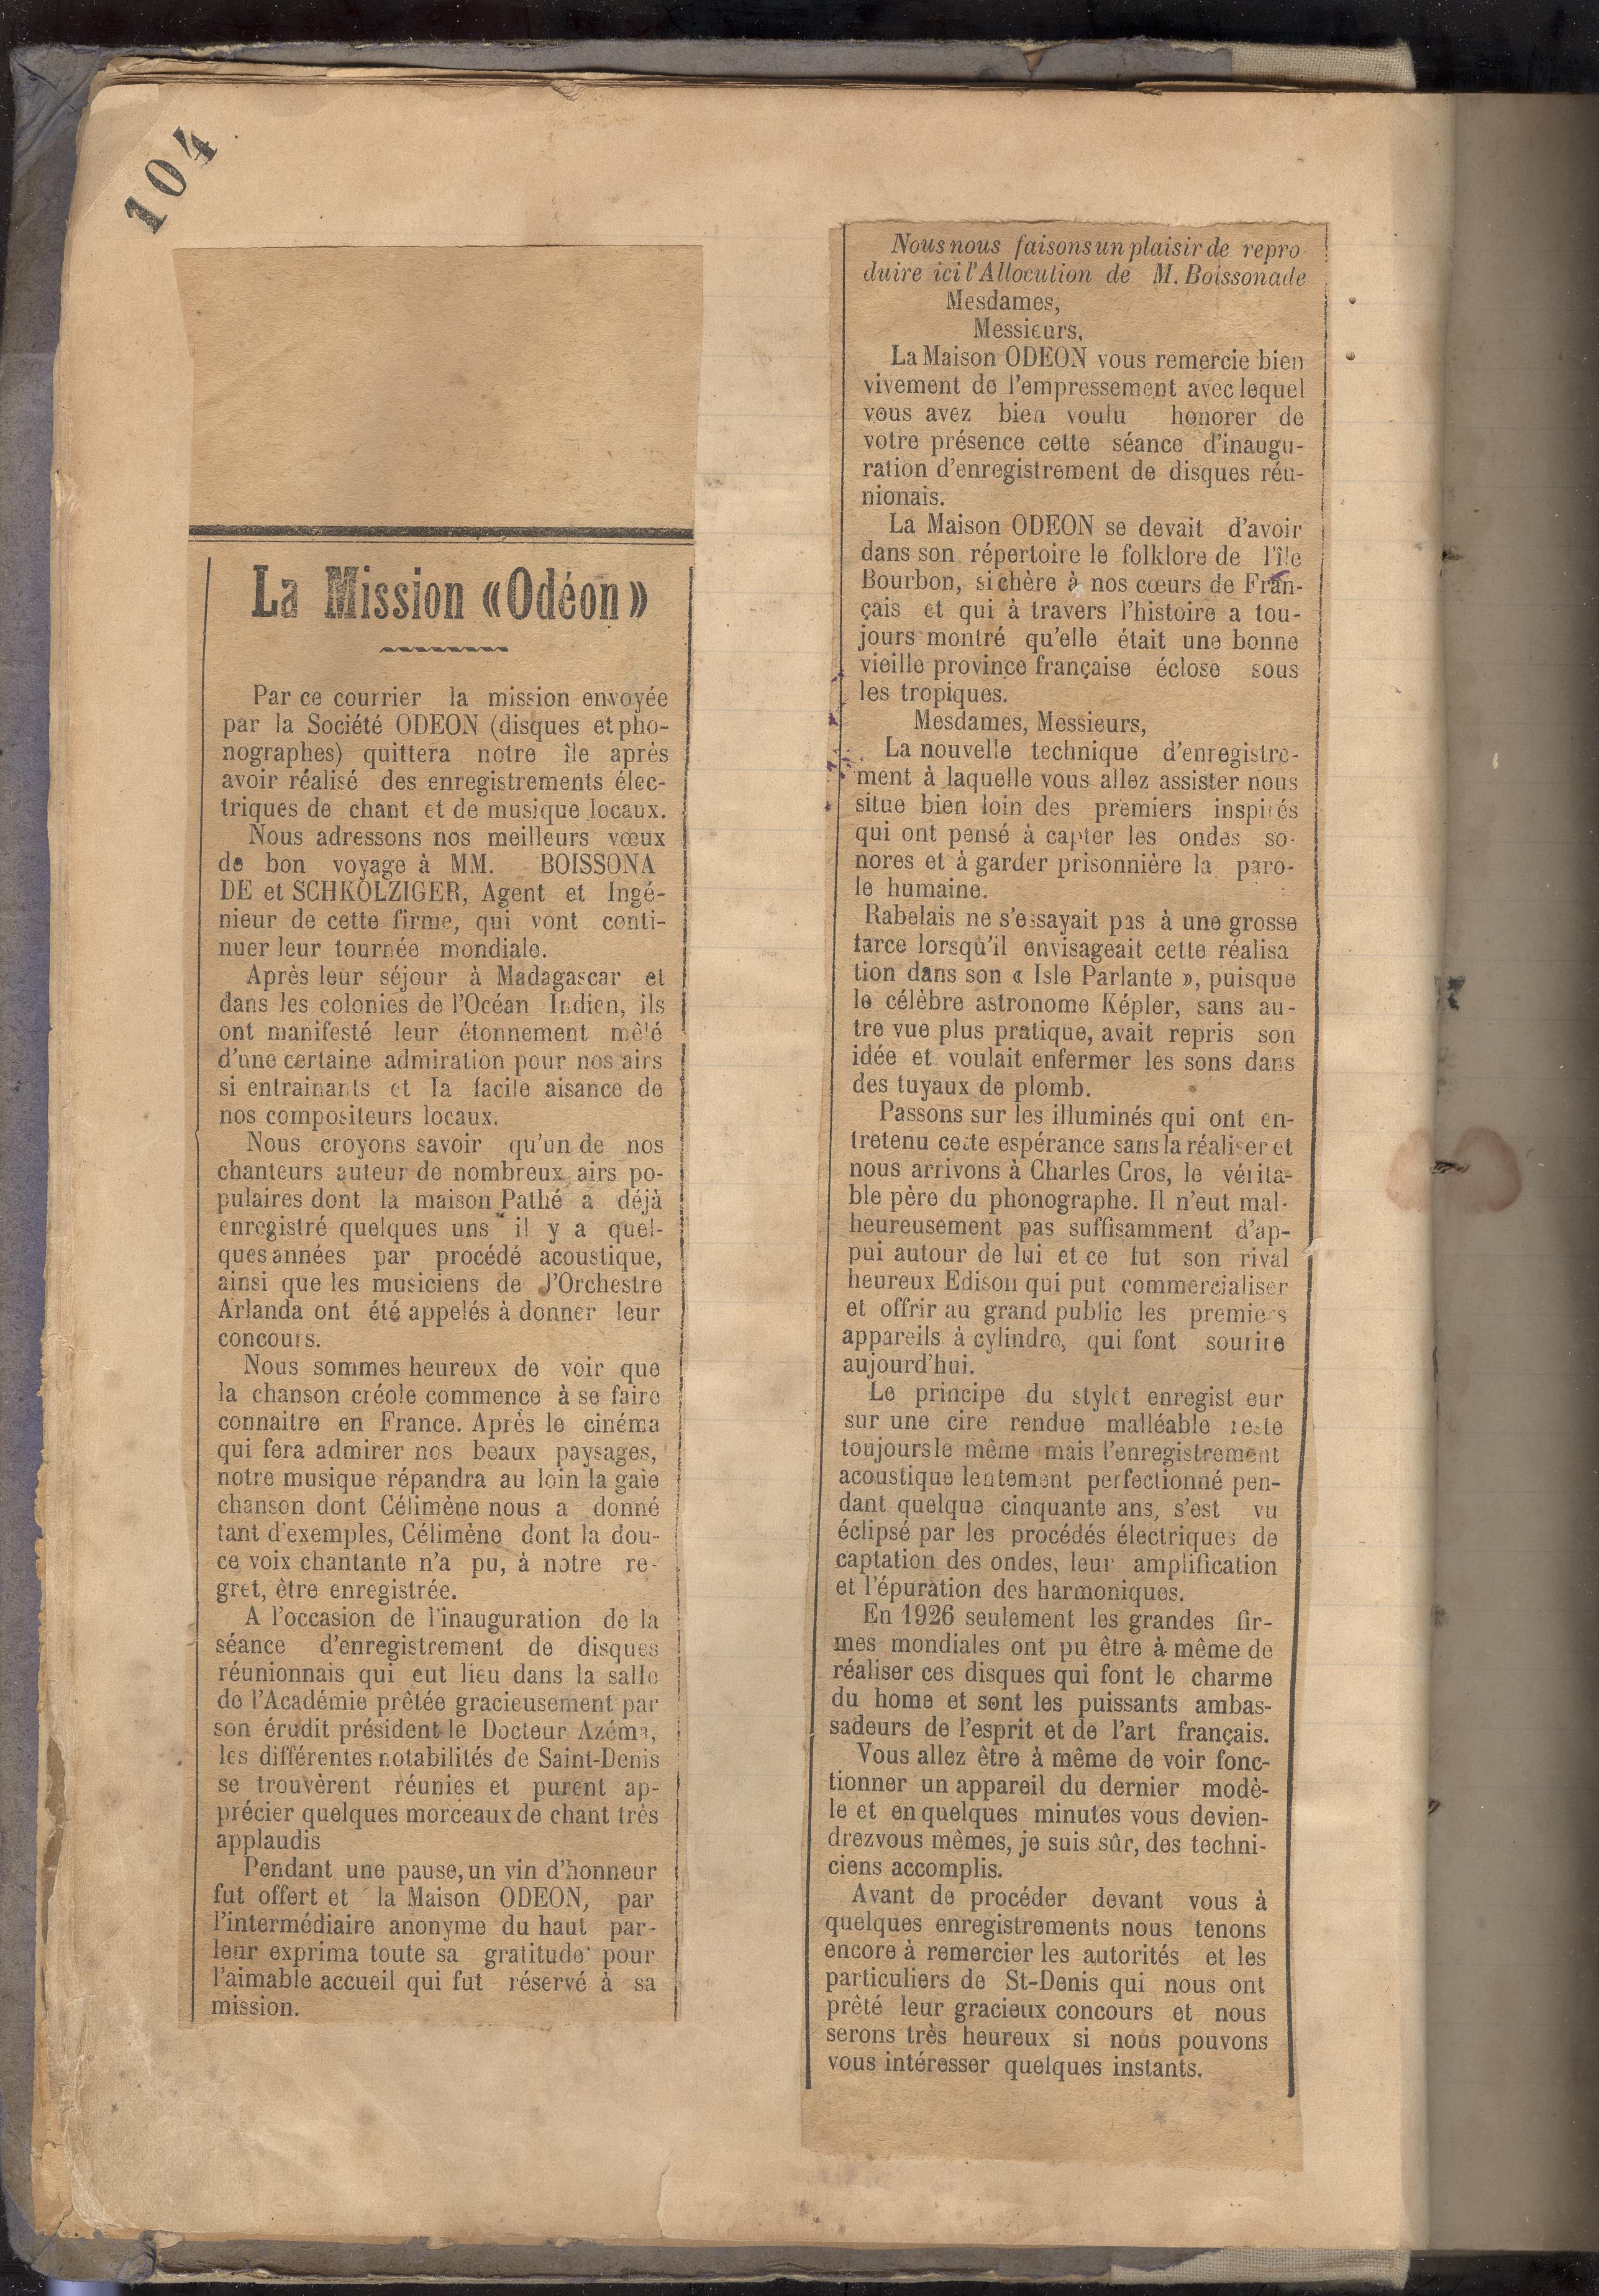 104
La Mission «Odéon»
Par ce courrier la mission envoyée
par la Société ODEON (disques et pho-
nographes) quittera notre île après
avoir réalisé des enregistrements élec-
triques de chant et de musique locaux.
Nous adressons nos meilleurs vœux
de bon voyage à MM. BOISSONA
DE et SCHKOLZIGER, Agent et Ingé-
nieur de cette firme, qui vont conti-
nuer leur tournée mondiale.
Après leur séjour à Madagascar et
dans les colonies de l'Océan Indien, ils
ont manifesté leur étonnement mêlé
d'une certaine admiration pour nos airs
si entrainants et la facile aisance de
nos compositeurs locaux.
Nous croyons savoir qu'un de nos
chanteurs auteur de nombreux airs po-
pulaires dont la maison Pathé a déjà
enregistré quelques uns il y a quel-
ques années par procédé acoustique,
ainsi que les musiciens de l'Orchestre
Arlanda ont été appelés à donner leur
concours.
Nous sommes heureux de voir que
la chanson créole commence à se faire
connaitre en France. Après le cinéma
qui fera admirer nos beaux paysages,
notre musique répandra au loin la gaie
chanson dont Célimène nous a donné
tant d'exemples, Célimène dont la dou-
ce voix chantante n'a pu, à notre re-
gret, être enregistrée.
A l'occasion de l'inauguration de la
séance d'enregistrement de disques
réunionnais qui eut lieu dans la salle
de l'Académie prêtée gracieusement par
son érudit président le Docteur Azéma,
les différentes notabilités de Saint-Denis
se trouvèrent réunies et purent ap-
précier quelques morceaux de chant très
applaudis
Pendant une pause, un vin d'honneur
fut offert et la Maison ODEON, par
l'intermédiaire anonyme du haut par-
leur exprima toute sa gratitude pour
l'aimable accueil qui fut réservé à sa
mission.
Nous nous faisons un plaisir de repro-
duire ici l'Allocution de M. Boissonade
Mesdames,
Messieurs,
La Maison ODEON vous remercie bien
vivement de l'empressement avec lequel
vous avez bien voulu honorer de
votre présence cette séance d'inaugu-
ration d'enregistrement de disques réu-
nionais.
La Maison ODEON se devait d'avoir
dans son répertoire le folklore de l'île
Bourbon, si chère à nos cœurs de Fran-
çais et qui à travers l'histoire a tou-
jours montré qu'elle était une bonne
vieille province française éclose sous
les tropiques.
Mesdames, Messieurs,
La nouvelle technique d'enregistre-
ment à laquelle vous allez assister nous
situe bien loin des premiers inspirés
qui ont pensé à capter les ondes so-
nores et à garder prisonnière la paro-
le humaine.
Rabelais ne s'essayait pas à une grosse
farce lorsqu'il envisageait cette réalisa
tion dans son « Isle Parlante », puisque
le célèbre astronome Képler, sans au-
tre vue plus pratique, avait repris son
idée et voulait enfermer les sons dans
des tuyaux de plomb.
Passons sur les illuminés qui ont en-
tretenu cette espérance sans la réaliser et
nous arrivons à Charles Cros, le vérita-
ble père du phonographe. Il n'eut mal-
heureusement pas suffisamment d'ap-
pui autour de lui et ce fut son rival
heureux Edison qui put commercialiser
et offrir au grand public les premiers
appareils à cylindre, qui font sourire
aujourd'hui.
Le principe du stylet enregist eur
sur une cire rendue malléable reste
toujours le même mais l'enregistrement
acoustique lentement perfectionné pen-
dant quelque cinquante ans, s'est vu
éclipsé par les procédés électriques de
captation des ondes, leur amplification
et l'épuration des harmoniques.
En 1926 seulement les grandes fir-
mes mondiales ont pu être à même de
réaliser ces disques qui font le charme
du home et sont les puissants ambas-
sadeurs de l'esprit et de l'art français.
Vous allez être à même de voir fonc-
tionner un appareil du dernier modè-
le et en quelques minutes vous devien-
drez vous mêmes, je suis sûr, des techni-
ciens accomplis.
Avant de procéder devant vous à
quelques enregistrements nous tenons
encore à remercier les autorités et les
particuliers de St-Denis qui nous ont
prêté leur gracieux concours et nous
serons très heureux si nous pouvons
vous intéresser quelques instants.